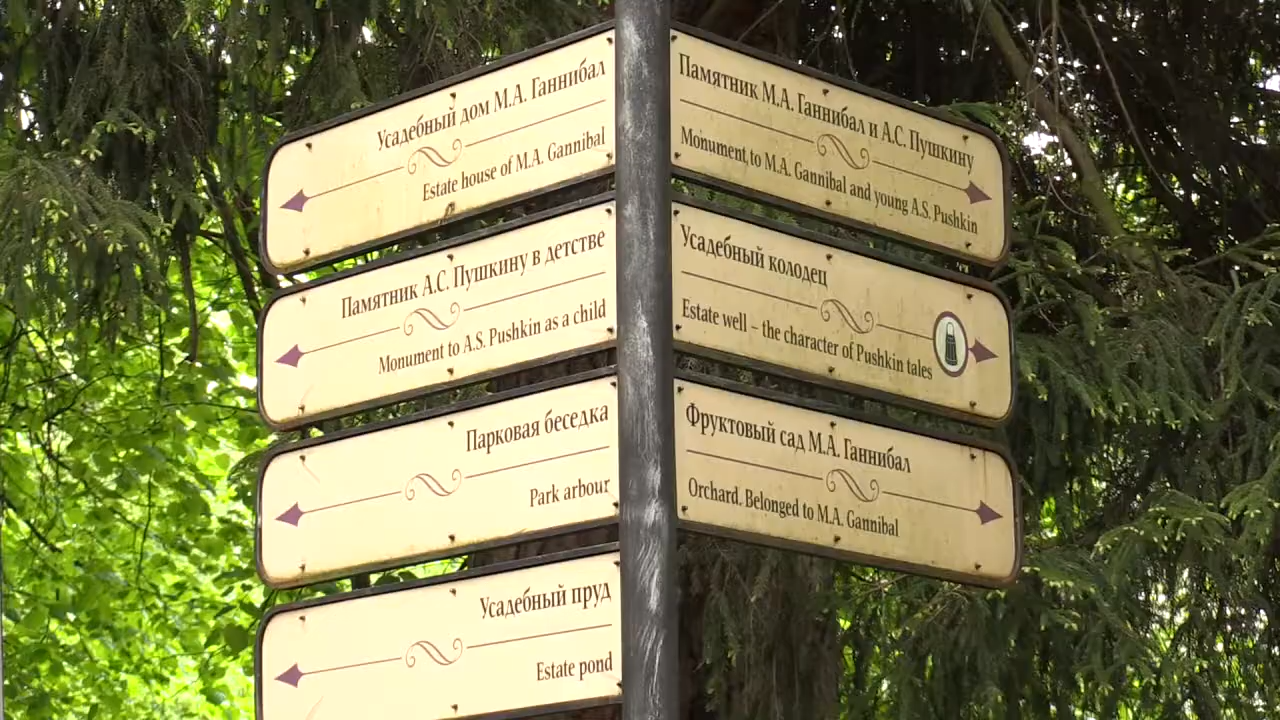 Усадебный дом М.А. Ганнибал
Estate house of M.A. Gannibal
Памятник А.С. Пушкину в детстве
Monument to A.S. Pushkin as a child
Парковая беседка
Park arbour
Усадебный пруд
Estate pond
Памятник М.А. Ганнибал и А.С. Пушкину
Monument to M.A. Gannibal and young A.S. Pushkin
Усадебный колодец
Estate well – the character of Pushkin tales
Фруктовый сад М.А. Ганнибал
Orchard. Belonged to M.A. Gannibal